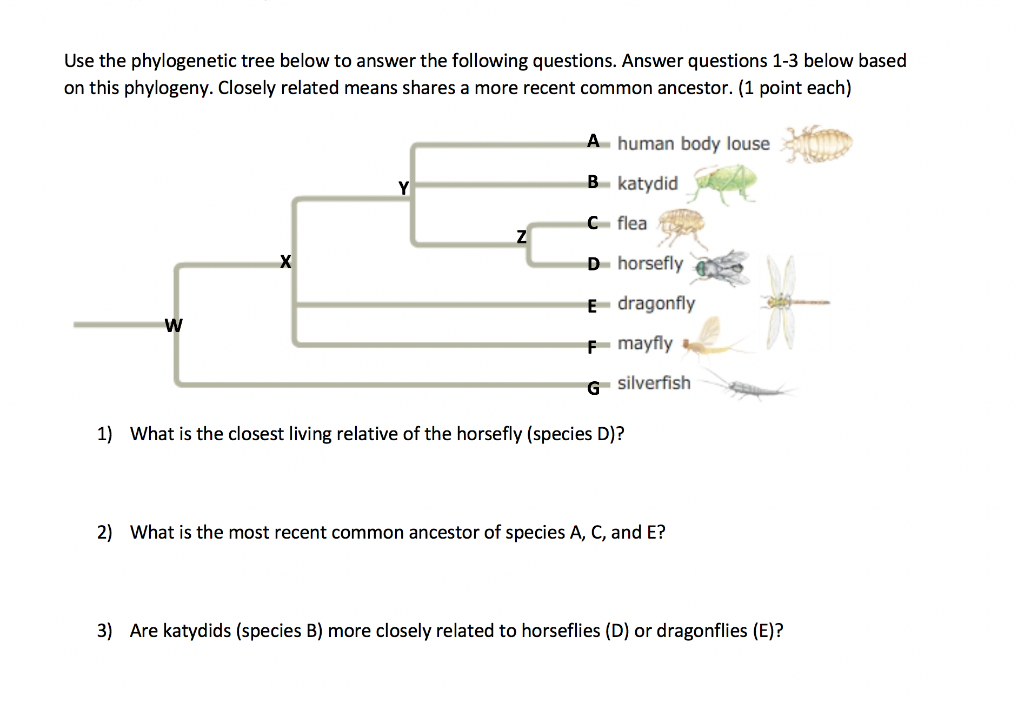 Use the phylogenetic tree below to answer the following questions. Answer questions 1-3 below based
on this phylogeny. Closely related means shares a more recent common ancestor. (1 point each)
A human body louse
Y
B katydid
C flea
Z
X
D horsefly
E dragonfly
W
F mayfly
G silverfish
1) What is the closest living relative of the horsefly (species D)?
2) What is the most recent common ancestor of species A, C, and E?
3) Are katydids (species B) more closely related to horseflies (D) or dragonflies (E)?